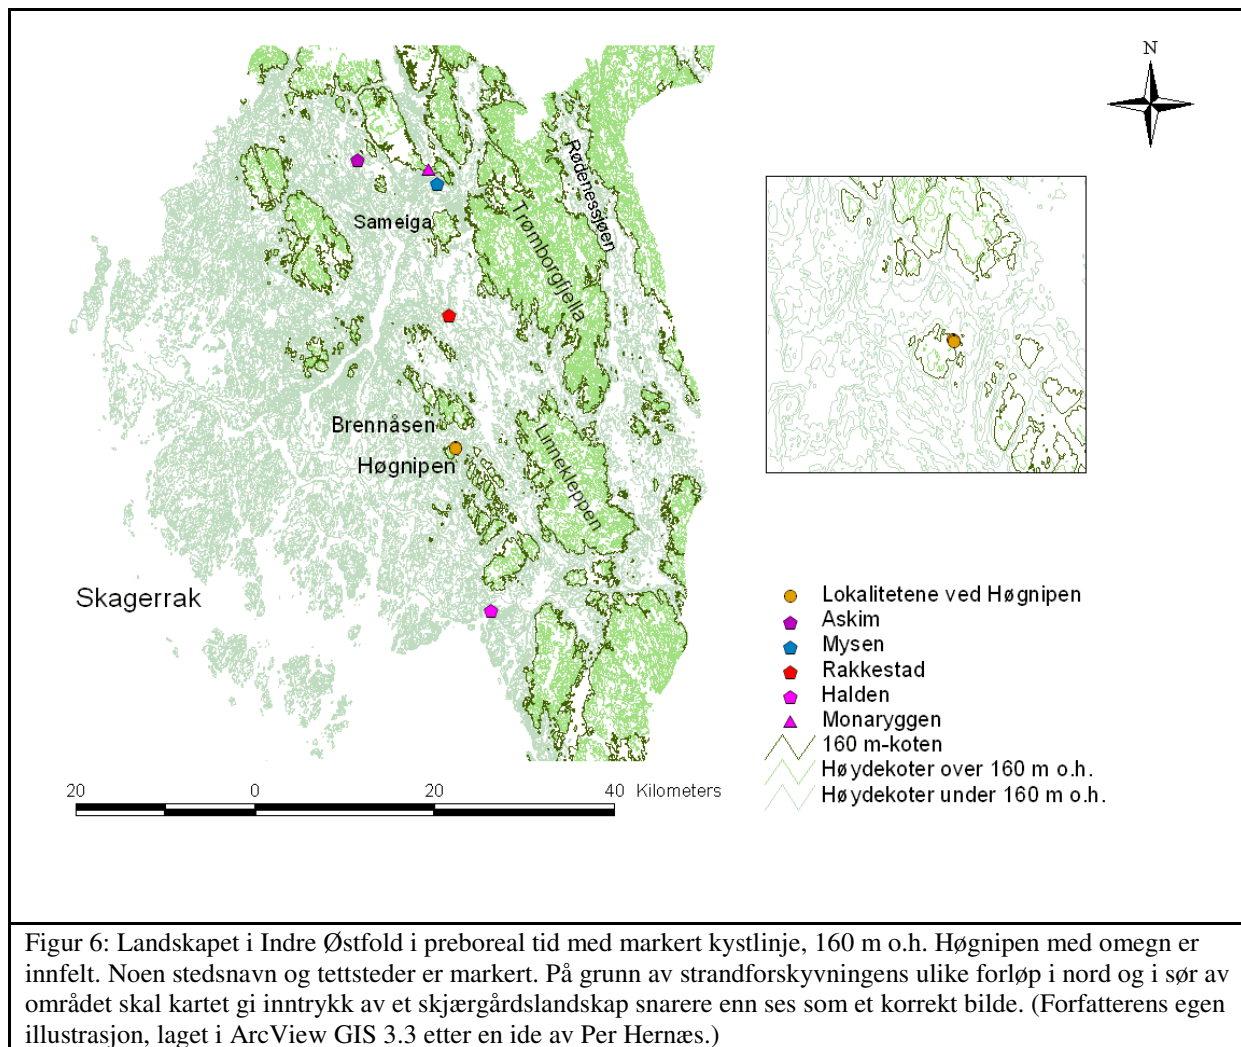 N
Rødenessjøen
Sameiga
Trømborgfjella
Brennåsen
Høgnipen
Linnekleppen
Skagerrak
Lokalitetene ved Høgnipen
Askim
Mysen
Rakkestad
Halden
Monaryggen
160 m-koten
Høydekoter over 160 m o.h.
Høydekoter under 160 m o.h.
20 0 20 40 Kilometers
Figur 6: Landskapet i Indre Østfold i preboreal tid med markert kystlinje, 160 m o.h. Høgnipen med omegn er
innfelt. Noen stedsnavn og tettsteder er markert. På grunn av strandforskyvningens ulike forløp i nord og i sør av
området skal kartet gi inntrykk av et skjærgårdslandskap snarere enn ses som et korrekt bilde. (Forfatterens egen
illustrasjon, laget i ArcView GIS 3.3 etter en ide av Per Hernæs.)